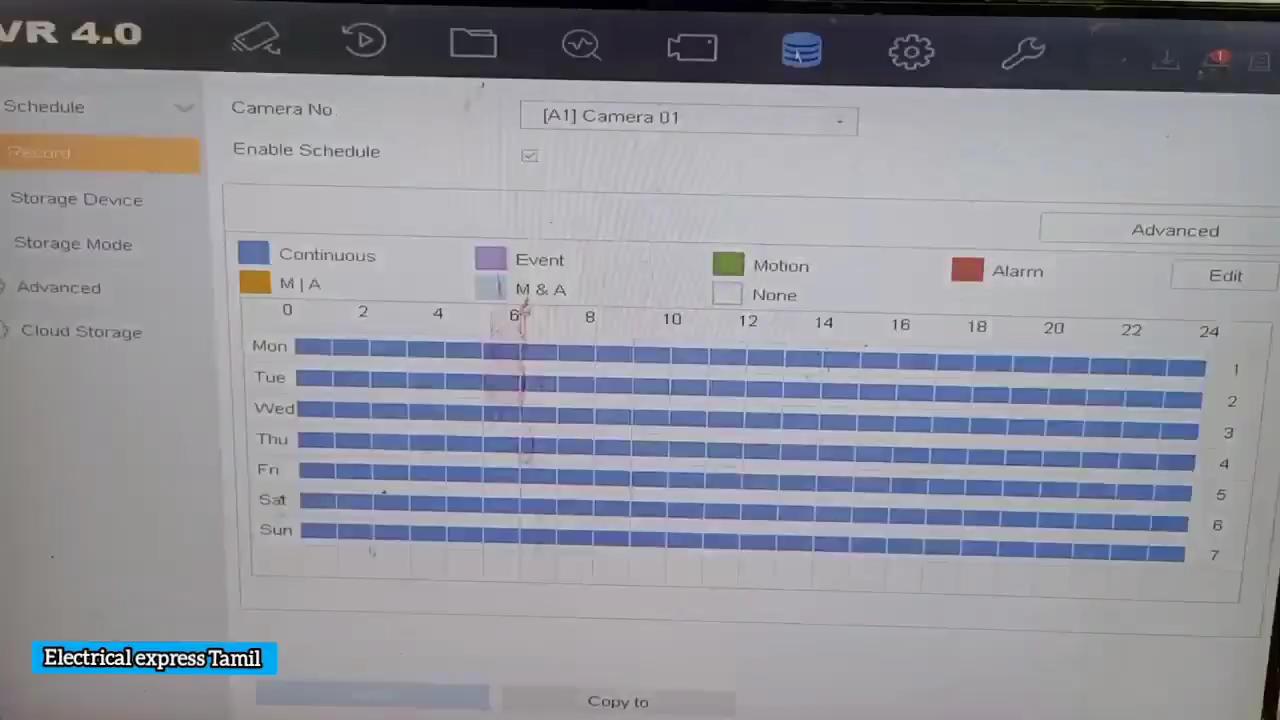 VR 4.0
1
Schedule
Camera No
[A1] Camera 01
Record
Enable Schedule
Storage Device
Storage Mode
Advanced
Cloud Storage
Advanced
Continuous
Event
Motion
Alarm
Edit
M | A
M & A
None
0 2 4 6 8 10 12 14 16 18 20 22 24
Mon 1
Tue 2
Wed 3
Thu 4
Fri 5
Sat 6
Sun 7
Electrical express Tamil
Copy to